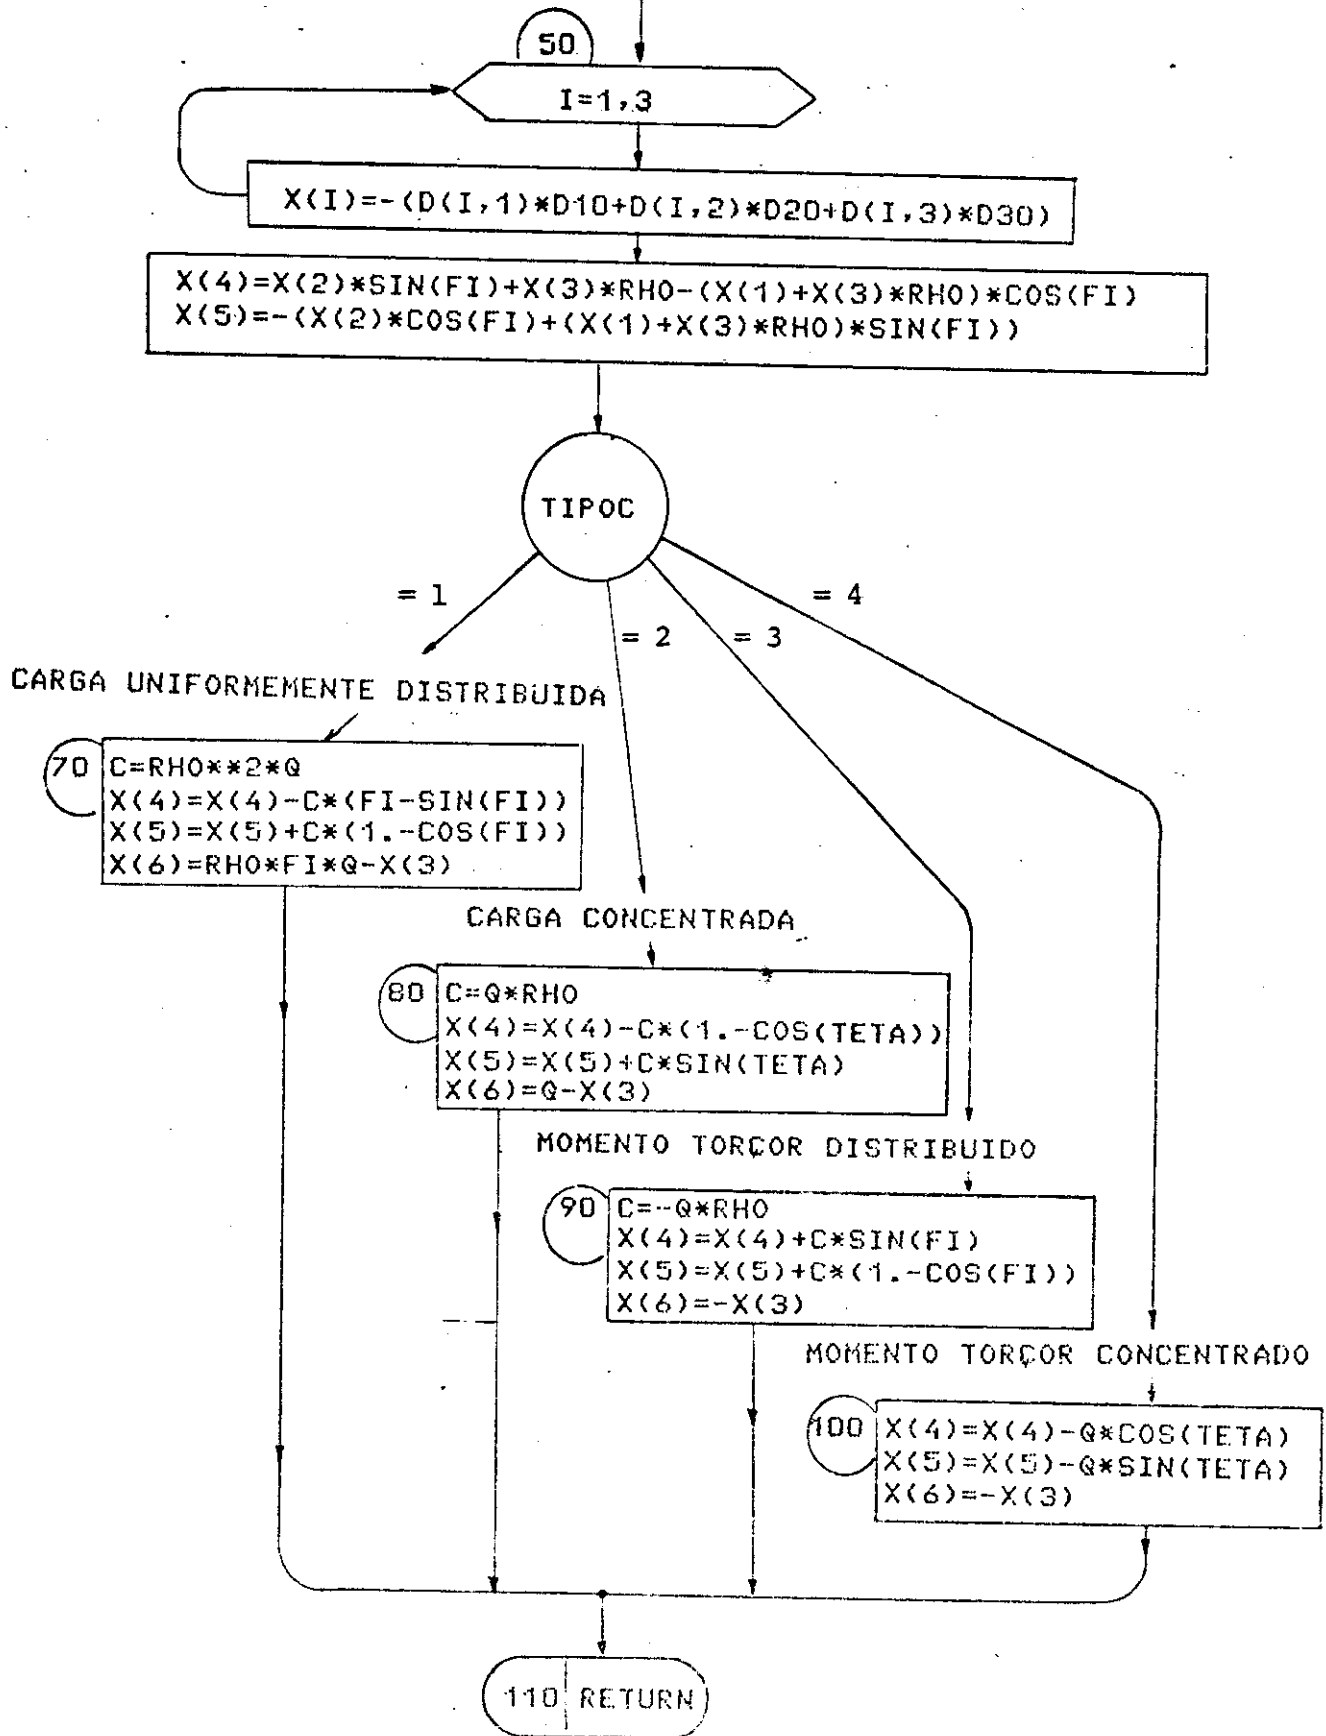 50
I=1,3
X(I)=-(D(I,1)*D10+D(I,2)*D20+D(I,3)*D30)
X(4)=X(2)*SIN(FI)+X(3)*RHO-(X(1)+X(3)*RHO)*COS(FI)
X(5)=-(X(2)*COS(FI)+(X(1)+X(3)*RHO)*SIN(FI))
TIPOC
= 1
= 2
= 3
= 4
CARGA UNIFORMEMENTE DISTRIBUIDA
70
C=RHO**2*Q
X(4)=X(4)-C*(FI-SIN(FI))
X(5)=X(5)+C*(1.-COS(FI))
X(6)=RHO*FI*Q-X(3)
CARGA CONCENTRADA
80
C=Q*RHO
X(4)=X(4)-C*(1.-COS(TETA))
X(5)=X(5)+C*SIN(TETA)
X(6)=Q-X(3)
MOMENTO TORÇOR DISTRIBUIDO
90
C=-Q*RHO
X(4)=X(4)+C*SIN(FI)
X(5)=X(5)+C*(1.-COS(FI))
X(6)=-X(3)
MOMENTO TORÇOR CONCENTRADO
100
X(4)=X(4)-Q*COS(TETA)
X(5)=X(5)-Q*SIN(TETA)
X(6)=-X(3)
110 RETURN